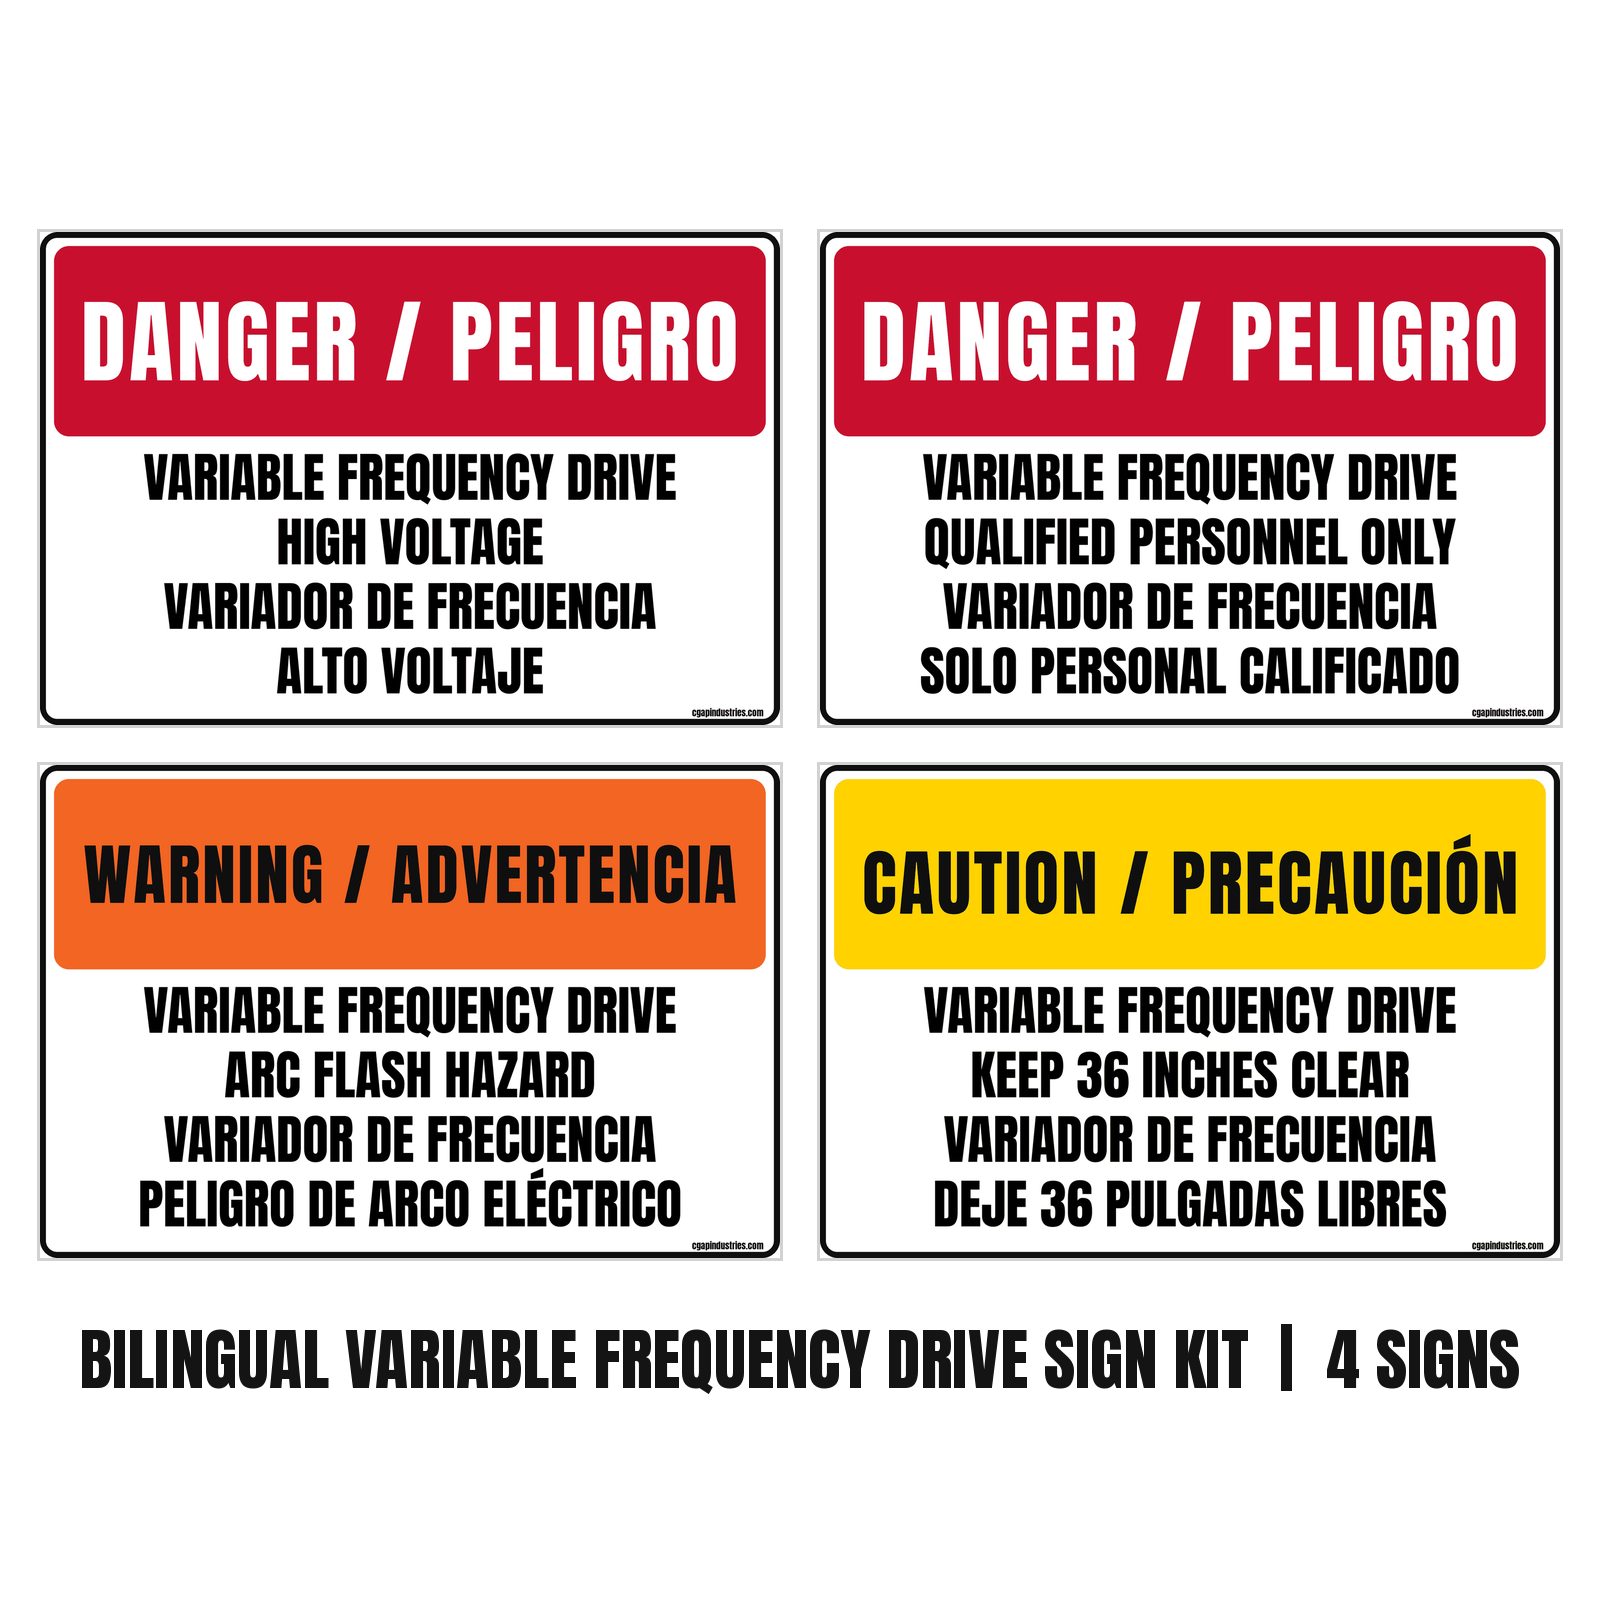 DANGER / PELIGRO
VARIABLE FREQUENCY DRIVE
HIGH VOLTAGE
VARIADOR DE FRECUENCIA
ALTO VOLTAJE
cgapindustries.com
DANGER / PELIGRO
VARIABLE FREQUENCY DRIVE
QUALIFIED PERSONNEL ONLY
VARIADOR DE FRECUENCIA
SOLO PERSONAL CALIFICADO
cgapindustries.com
WARNING / ADVERTENCIA
VARIABLE FREQUENCY DRIVE
ARC FLASH HAZARD
VARIADOR DE FRECUENCIA
PELIGRO DE ARCO ELÉCTRICO
cgapindustries.com
CAUTION / PRECAUCIÓN
VARIABLE FREQUENCY DRIVE
KEEP 36 INCHES CLEAR
VARIADOR DE FRECUENCIA
DEJE 36 PULGADAS LIBRES
cgapindustries.com
BILINGUAL VARIABLE FREQUENCY DRIVE SIGN KIT | 4 SIGNS